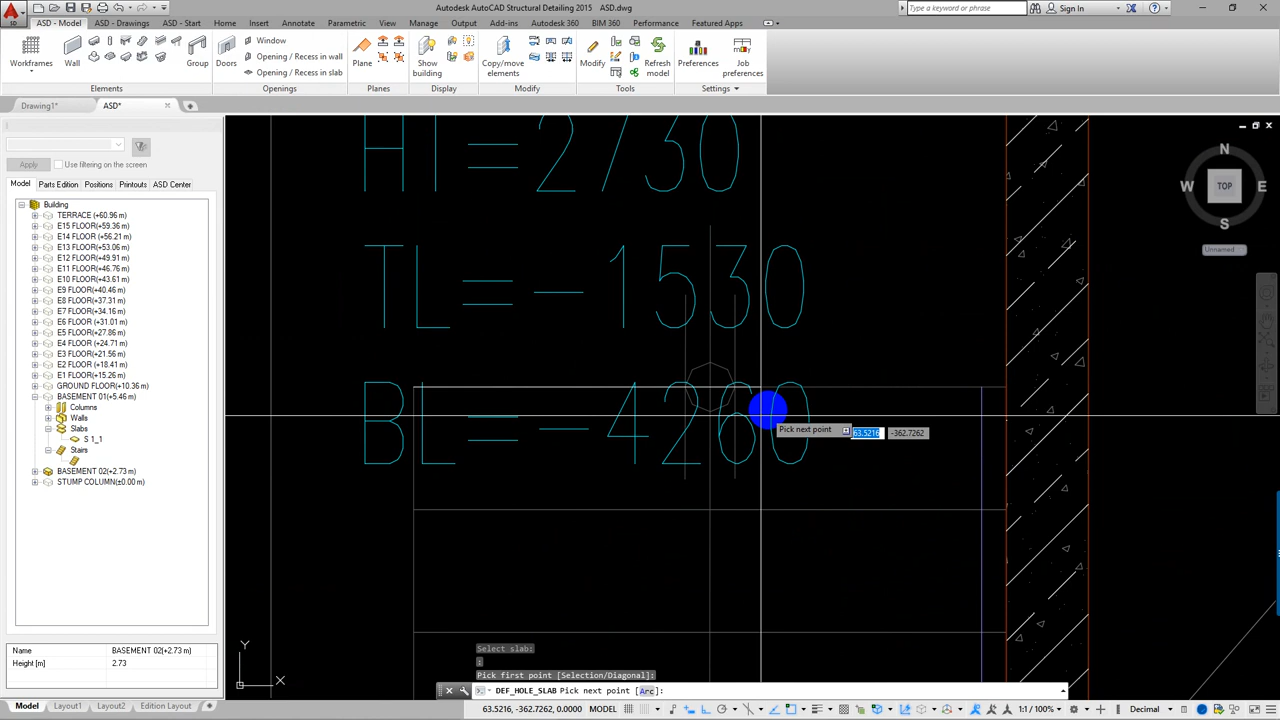 Autodesk AutoCAD Structural Detailing 2015   ASD.dwg
Type a keyword or phrase
Sign In
ASD - Model
ASD - Drawings
ASD - Start
Home
Insert
Annotate
Parametric
View
Manage
Output
Add-ins
Autodesk 360
BIM 360
Performance
Featured Apps
Workframes
Wall
Group
Doors
Window
Opening / Recess in wall
Opening / Recess in slab
Plane
Show building
Copy/move elements
Modify
Refresh model
Preferences
Job preferences
Elements
Openings
Planes
Display
Modify
Tools
Settings
Drawing1*
ASD*
Apply
Use filtering on the screen
Model
Parts Edition
Positions
Printouts
ASD Center
Building
TERRACE (+60.96 m)
E15 FLOOR(+59.36 m)
E14 FLOOR (+56.21 m)
E13 FLOOR(+53.06 m)
E12 FLOOR(+49.91 m)
E11 FLOOR(+46.76 m)
E10 FLOOR(+43.61 m)
E9 FLOOR(+40.46 m)
E8 FLOOR(+37.31 m)
E7 FLOOR(+34.16 m)
E6 FLOOR(+31.01 m)
E5 FLOOR(+27.86 m)
E4 FLOOR (+24.71 m)
E3 FLOOR(+21.56 m)
E2 FLOOR (+18.41 m)
E1 FLOOR(+15.26 m)
GROUND FLOOR(+10.36 m)
BASEMENT 01(+5.46 m)
Columns
Walls
Slabs
S 1_1
Stairs
BASEMENT 02(+2.73 m)
STUMP COLUMN(±0.00 m)
Name BASEMENT 02(+2.73 m)
Height [m] 2.73
HT=2730
TL=-1530
BL=-4260
Pick next point 63.5216 -362.7262
N
W TOP E
S
Unnamed
Y
X
Select slab:
:
Pick first point [Selection/Diagonal]:
DEF_HOLE_SLAB Pick next point [Arc]:
Model
Layout1
Layout2
Edition Layout
63.5216, -362.7262, 0.0000 MODEL
1:1 / 100%
Decimal